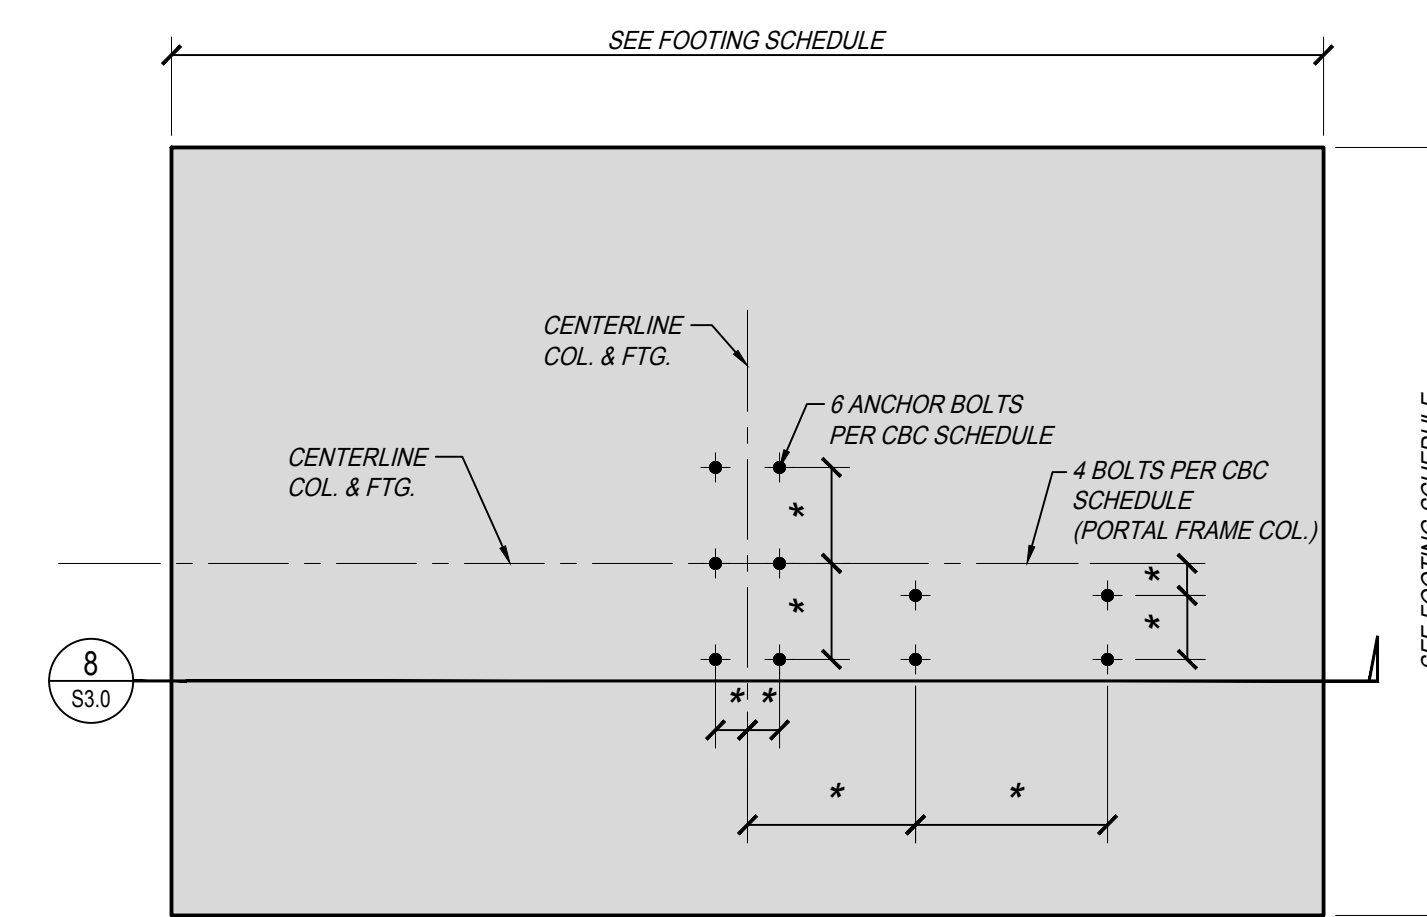 SEE FOOTING SCHEDULE
CENTERLINE
COL. & FTG.
6 ANCHOR BOLTS
PER CBC SCHEDULE
CENTERLINE
COL. & FTG.
4 BOLTS PER CBC
SCHEDULE
(PORTAL FRAME COL.)
*
*
*
*
8
S3.0
* *
* *
SEE FOOTING SCHEDULE